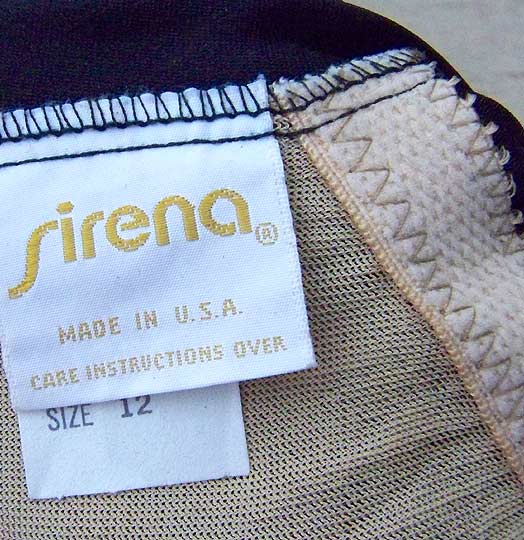 sirena®
MADE IN U.S.A.
CARE INSTRUCTIONS OVER
SIZE 12